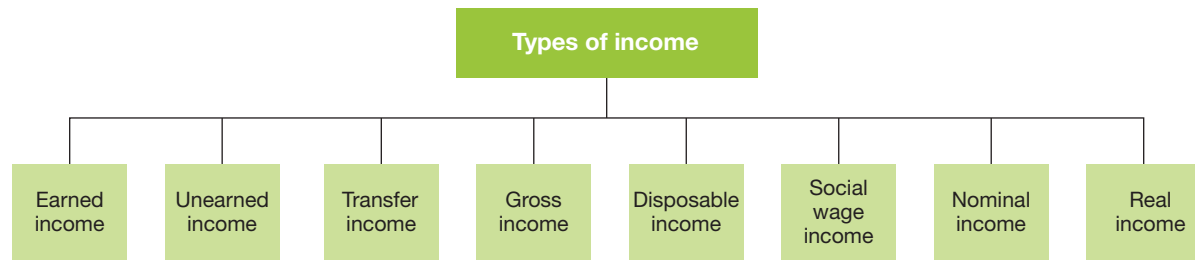 Types of income
Earned
income
Unearned
income
Transfer
income
Gross
income
Disposable
income
Social
wage
income
Nominal
income
Real
income